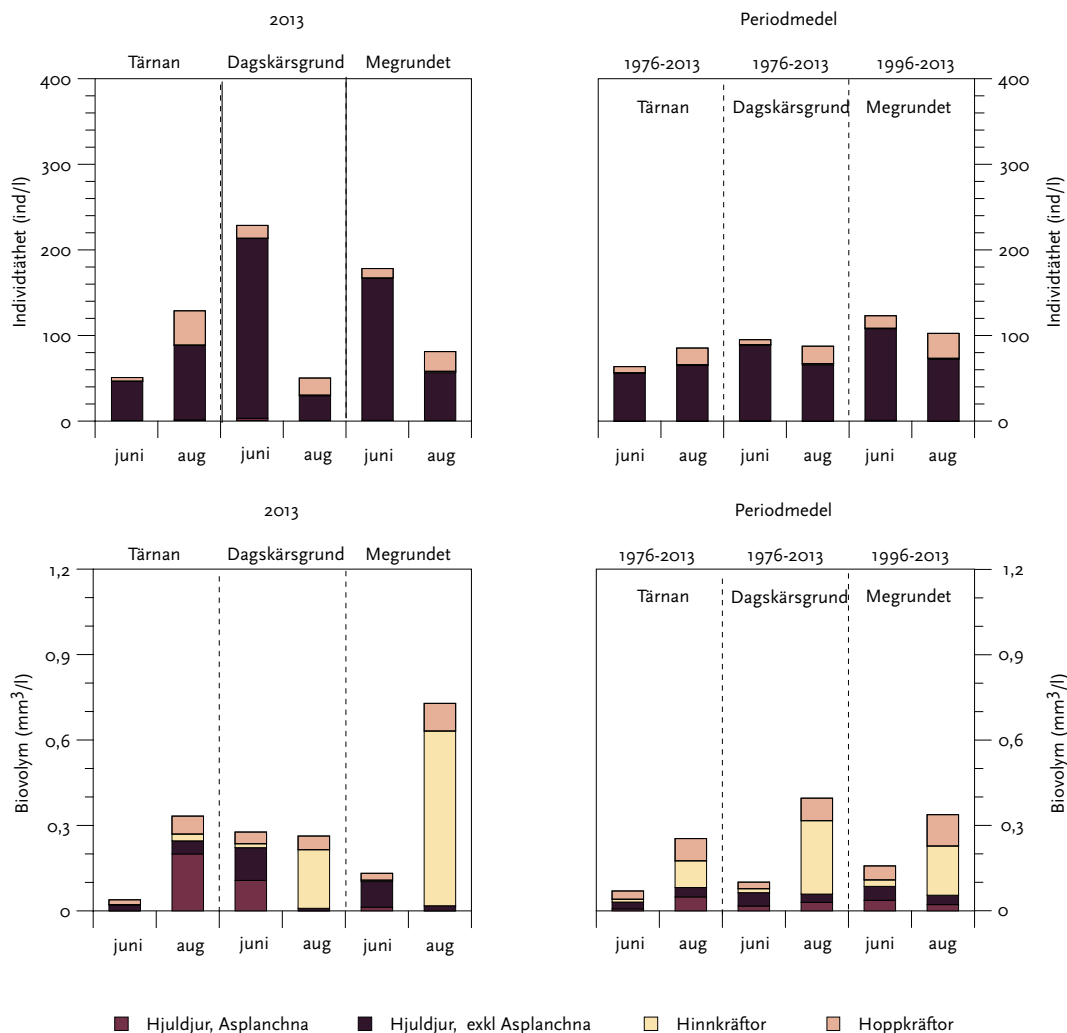 2013
Periodmedel
Tärnan Dagskärsgrund Megrundet
1976-2013 1976-2013 1996-2013
Tärnan Dagskärsgrund Megrundet
400
300
200
100
0
Individtäthet (ind/l)
400
300
200
100
0
Individtäthet (ind/l)
juni aug juni aug juni aug
juni aug juni aug juni aug
2013
Periodmedel
Tärnan Dagskärsgrund Megrundet
1976-2013 1976-2013 1996-2013
Tärnan Dagskärsgrund Megrundet
1,2
0,9
0,6
0,3
0
Biovolym (mm³/l)
1,2
0,9
0,6
0,3
0
Biovolym (mm³/l)
juni aug juni aug juni aug
juni aug juni aug juni aug
Hjuldjur, Asplanchna Hjuldjur, exkl Asplanchna Hinnkräftor Hoppkräftor